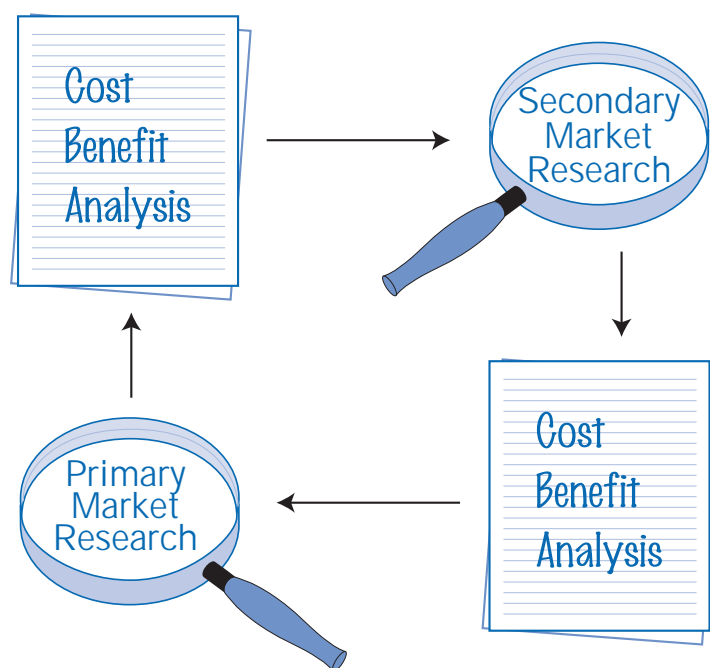 Cost
Benefit
Analysis
Secondary
Market
Research
Primary
Market
Research
Cost
Benefit
Analysis